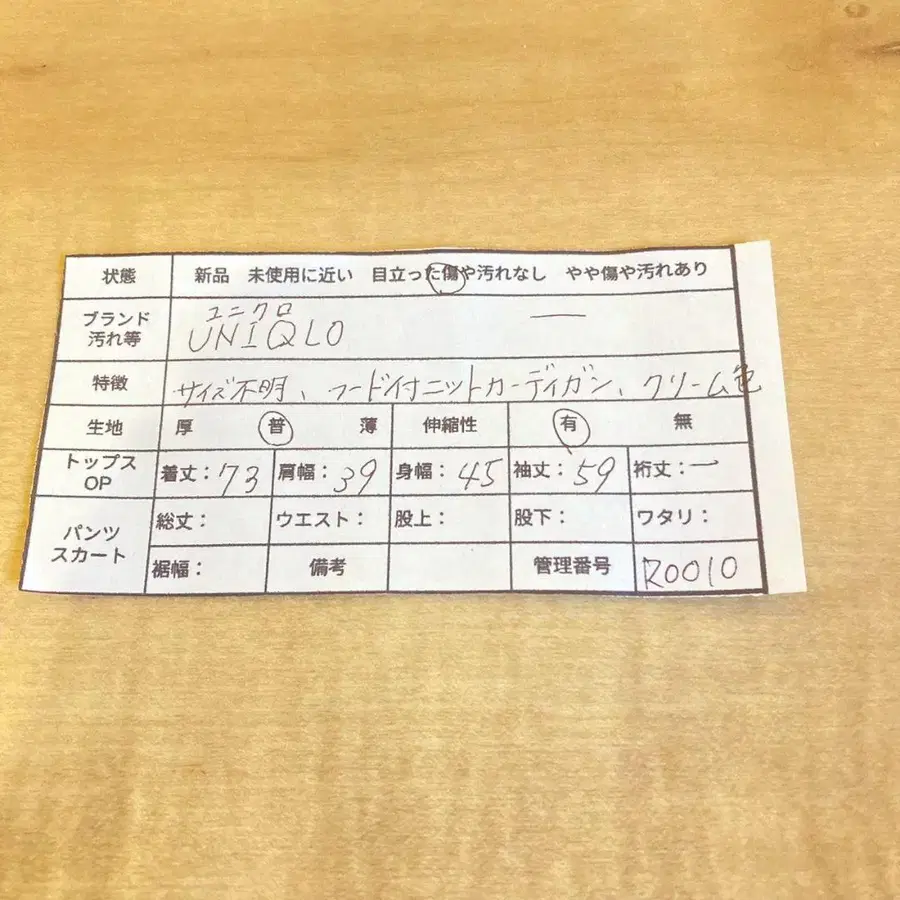 状態 新品 未使用に近い 目立った傷や汚れなし やや傷や汚れあり
ブランド 汚れ等 ユニクロ UNIQLO ー
特徴 サイズ不明、フード付ニットカーディガン、クリーム色
生地 厚 普 薄 伸縮性 有 無
トップス OP 着丈：73 肩幅：39 身幅：45 袖丈：59 裄丈：ー
パンツ スカート 総丈： ウエスト： 股上： 股下： ワタリ：
裾幅： 備考 管理番号 R0010